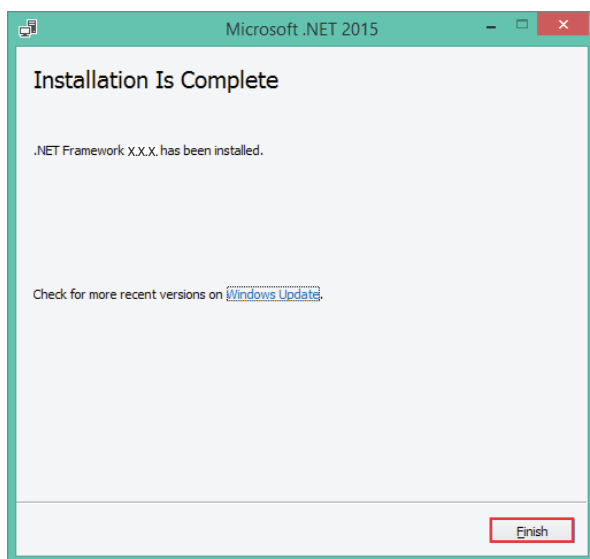 Microsoft .NET 2015
Installation Is Complete
.NET Framework X.X.X. has been installed.
Check for more recent versions on Windows Update.
Finish